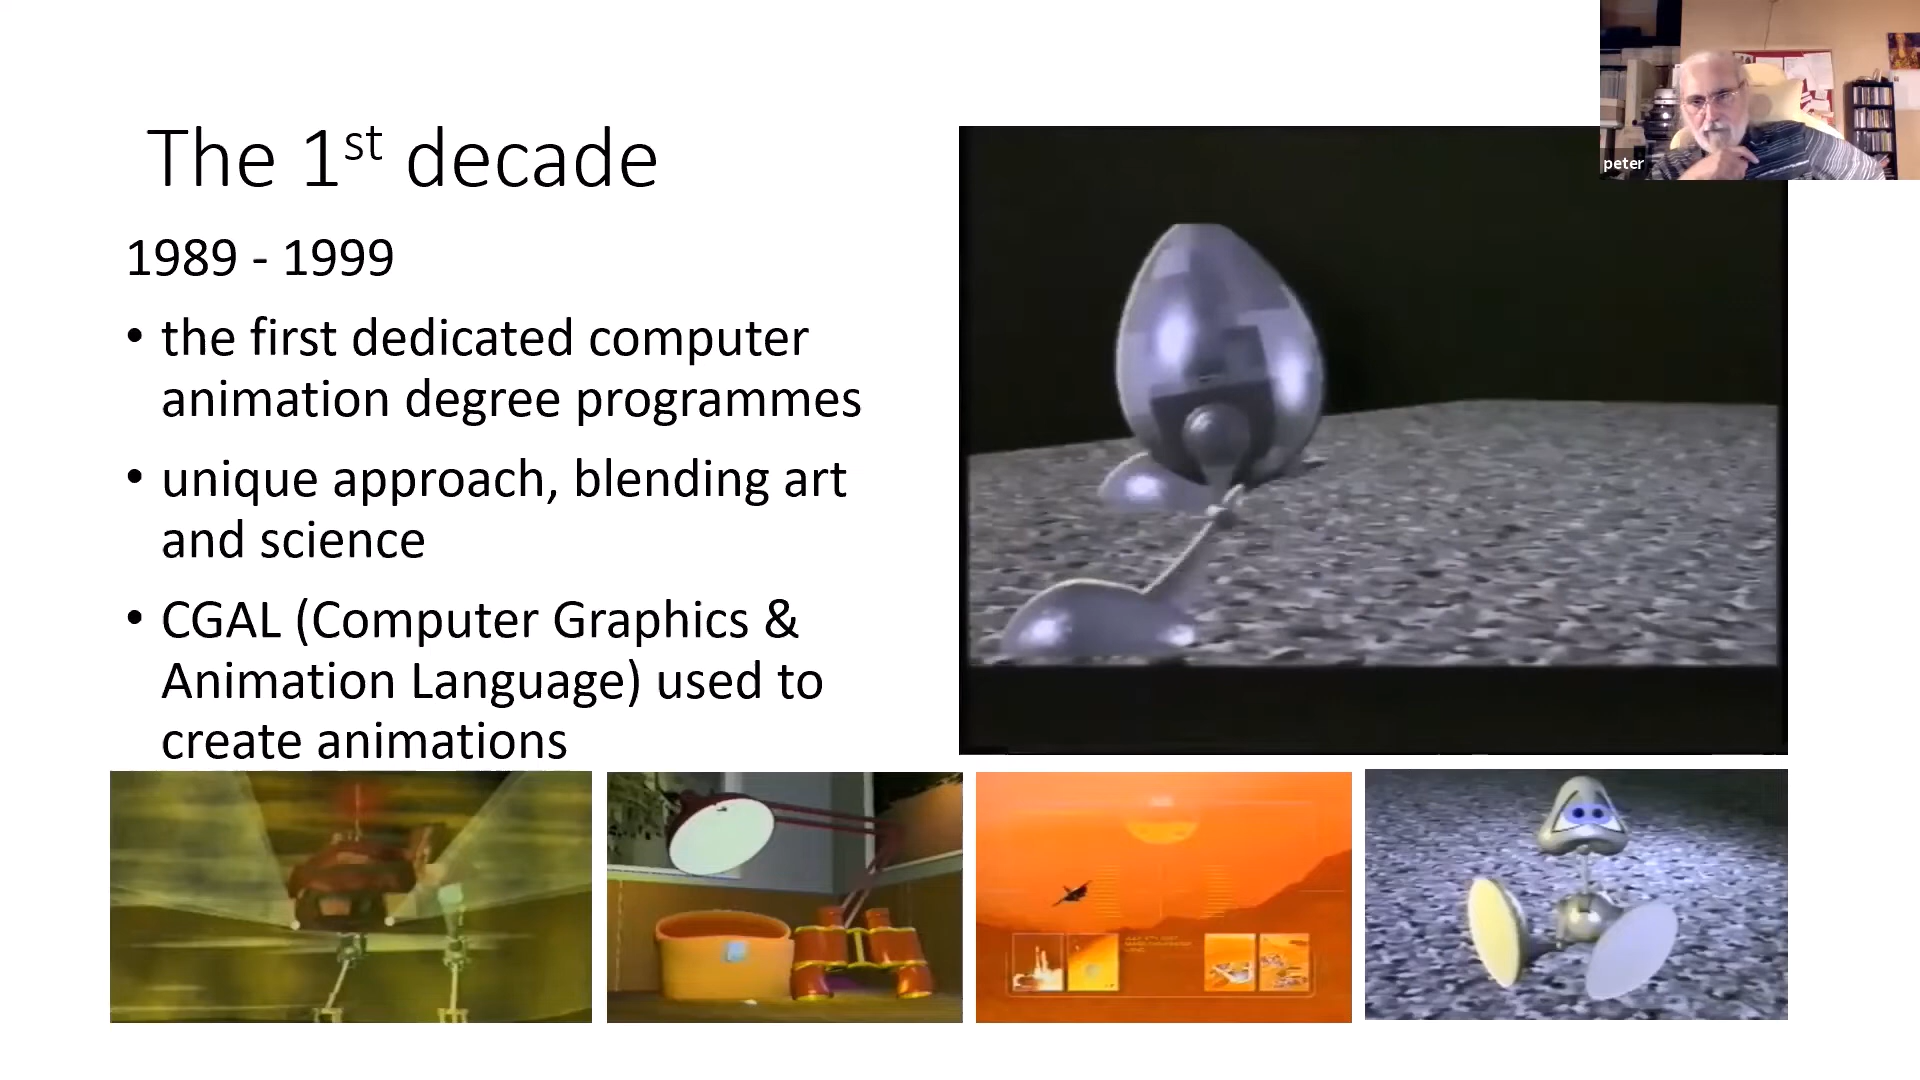 The 1st decade
1989 - 1999
• the first dedicated computer
animation degree programmes
• unique approach, blending art
and science
• CGAL (Computer Graphics &
Animation Language) used to
create animations
peter